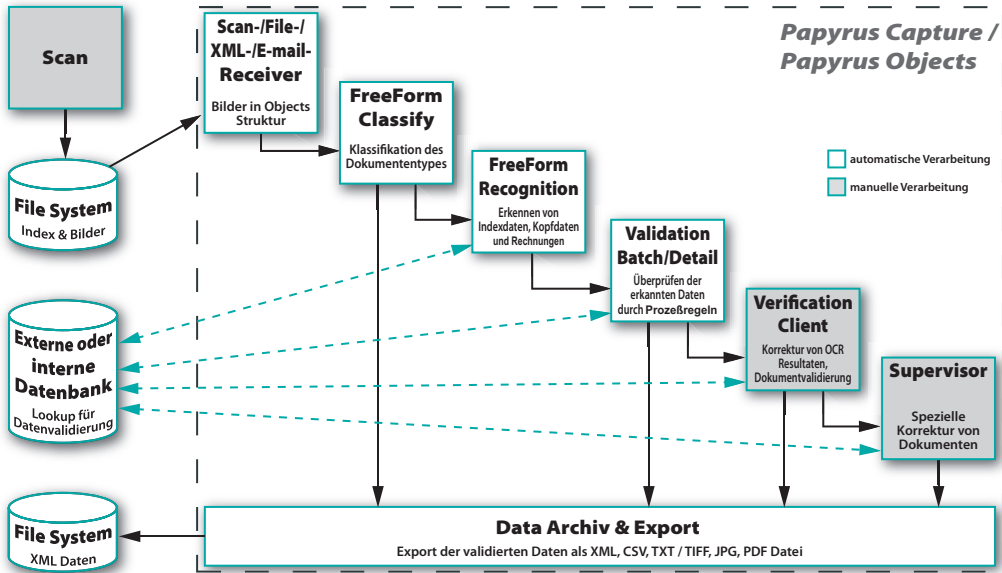 Papyrus Capture /
Papyrus Objects
Scan
Scan-/File-/
XML-/E-mail-
Receiver
Bilder in Objects
Struktur
FreeForm
Classify
Klassifikation des
Dokumententypes
FreeForm
Recognition
Erkennen von
Indexdaten, Kopfdaten
und Rechnungen
automatische Verarbeitung
manuelle Verarbeitung
File System
Index & Bilder
Validation
Batch/Detail
Überprüfen der
erkannten Daten
durch Prozeßregeln
Verification
Client
Korrektur von OCR
Resultaten,
Dokumentvalidierung
Externe oder
interne
Datenbank
Lookup für
Datenvalidierung
Supervisor
Spezielle
Korrektur von
Dokumenten
Data Archiv & Export
Export der validierten Daten als XML, CSV, TXT / TIFF, JPG, PDF Datei
File System
XML Daten